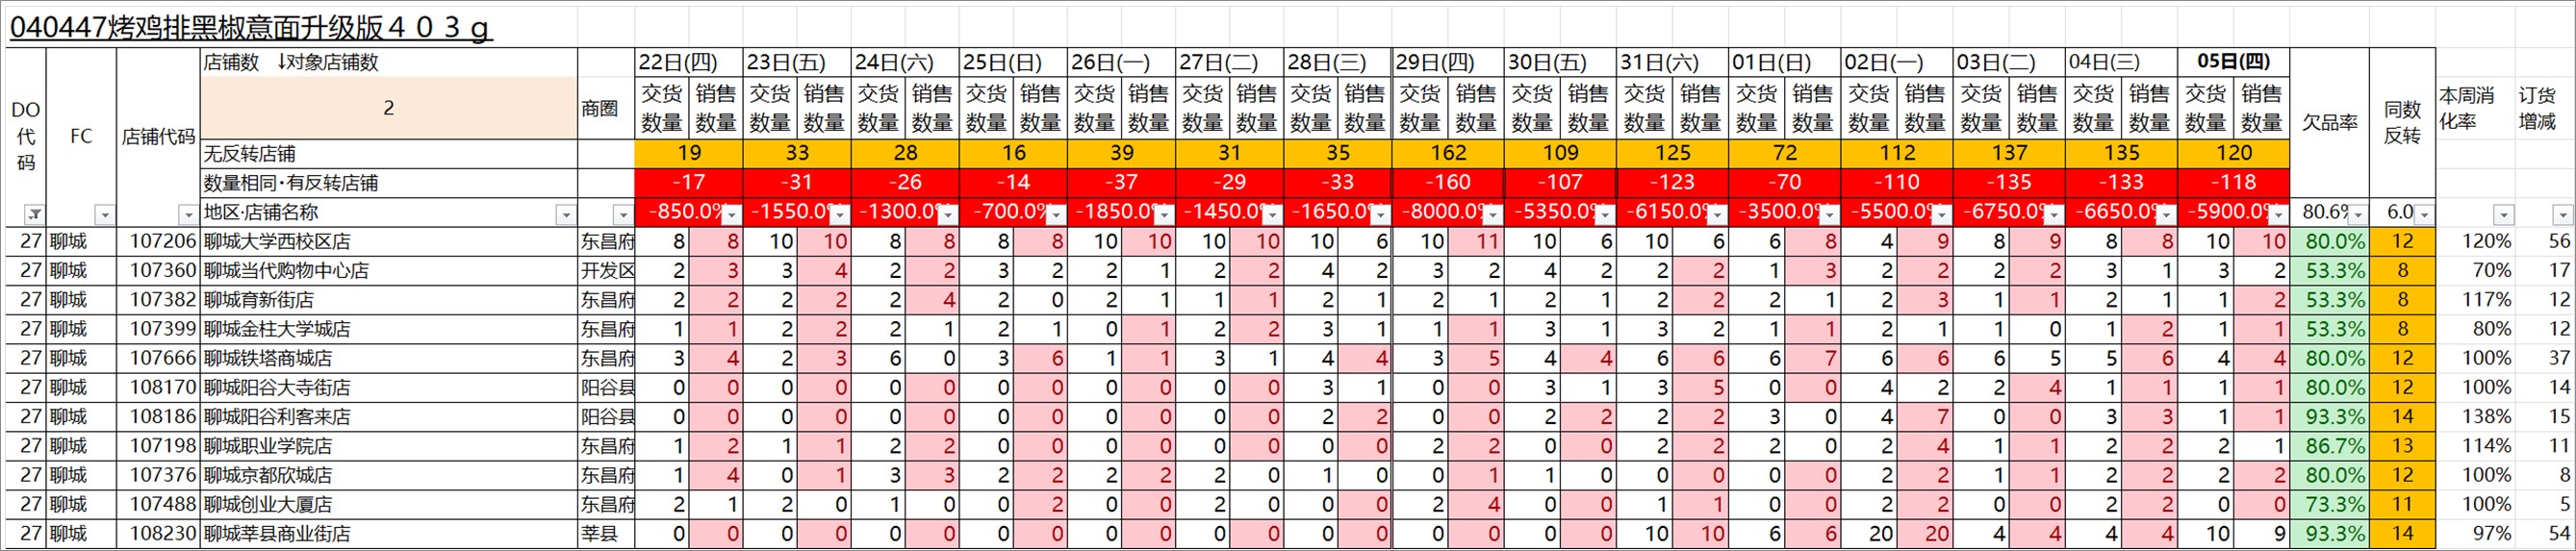 040447烤鸡排黑椒意面升级版４０３ｇ
DO代码 FC 店铺代码 店铺数 ↓对象店铺数 商圈 22日(四) 23日(五) 24日(六) 25日(日) 26日(一) 27日(二) 28日(三) 29日(四) 30日(五) 31日(六) 01日(日) 02日(一) 03日(二) 04日(三) 05日(四) 欠品率 同数反转 本周消化率 订货增减
2 交货数量 销售数量 交货数量 销售数量 交货数量 销售数量 交货数量 销售数量 交货数量 销售数量 交货数量 销售数量 交货数量 销售数量 交货数量 销售数量 交货数量 销售数量 交货数量 销售数量 交货数量 销售数量 交货数量 销售数量 交货数量 销售数量 交货数量 销售数量 交货数量 销售数量
无反转店铺 19 33 28 16 39 31 35 162 109 125 72 112 137 135 120
数量相同·有反转店铺 -17 -31 -26 -14 -37 -29 -33 -160 -107 -123 -70 -110 -135 -133 -118
地区·店铺名称 -850.0% -1550.0% -1300.0% -700.0% -1850.0% -1450.0% -1650.0% -8000.0% -5350.0% -6150.0% -3500.0% -5500.0% -6750.0% -6650.0% -5900.0% 80.6% 6.0
27 聊城 107206 聊城大学西校区店 东昌府 8 8 10 10 8 8 8 8 10 10 10 10 10 6 10 11 10 6 10 6 6 8 4 9 8 9 8 8 10 10 80.0% 12 120% 56
27 聊城 107360 聊城当代购物中心店 开发区 2 3 3 4 2 2 3 2 2 1 2 2 4 2 3 2 4 2 2 2 1 3 2 2 2 2 3 1 3 2 53.3% 8 70% 17
27 聊城 107382 聊城育新街店 东昌府 2 2 2 2 2 4 2 0 2 1 1 1 2 1 2 1 2 1 2 2 2 1 2 3 1 1 2 1 1 2 53.3% 8 117% 12
27 聊城 107399 聊城金柱大学城店 东昌府 1 1 2 2 2 1 2 1 0 1 2 2 3 1 1 1 3 1 3 2 1 1 2 1 1 0 1 2 1 1 53.3% 8 80% 12
27 聊城 107666 聊城铁塔商城店 东昌府 3 4 2 3 6 0 3 6 1 1 3 1 4 4 3 5 4 4 6 6 6 7 6 6 6 5 5 6 4 4 80.0% 12 100% 37
27 聊城 108170 聊城阳谷大寺街店 阳谷县 0 0 0 0 0 0 0 0 0 0 0 0 3 1 0 0 3 1 3 5 0 0 4 2 2 4 1 1 1 1 80.0% 12 100% 14
27 聊城 108186 聊城阳谷利客来店 阳谷县 0 0 0 0 0 0 0 0 0 0 0 0 2 2 0 0 2 2 2 2 3 0 4 7 0 0 3 3 1 1 93.3% 14 138% 15
27 聊城 107198 聊城职业学院店 东昌府 1 2 1 1 2 2 0 0 0 0 0 0 0 0 2 2 0 0 2 2 2 0 2 4 1 1 2 2 2 1 86.7% 13 114% 11
27 聊城 107376 聊城京都欣城店 东昌府 1 4 0 1 3 3 2 2 2 2 2 0 1 0 0 1 1 0 0 0 0 0 2 2 1 1 2 2 2 2 80.0% 12 100% 8
27 聊城 107488 聊城创业大厦店 东昌府 2 1 2 0 1 0 0 2 0 0 2 0 0 0 2 4 0 0 1 1 0 0 2 2 0 0 2 2 0 0 73.3% 11 100% 5
27 聊城 108230 聊城莘县商业街店 莘县 0 0 0 0 0 0 0 0 0 0 0 0 0 0 0 0 0 0 10 10 6 6 20 20 4 4 4 4 10 9 93.3% 14 97% 54